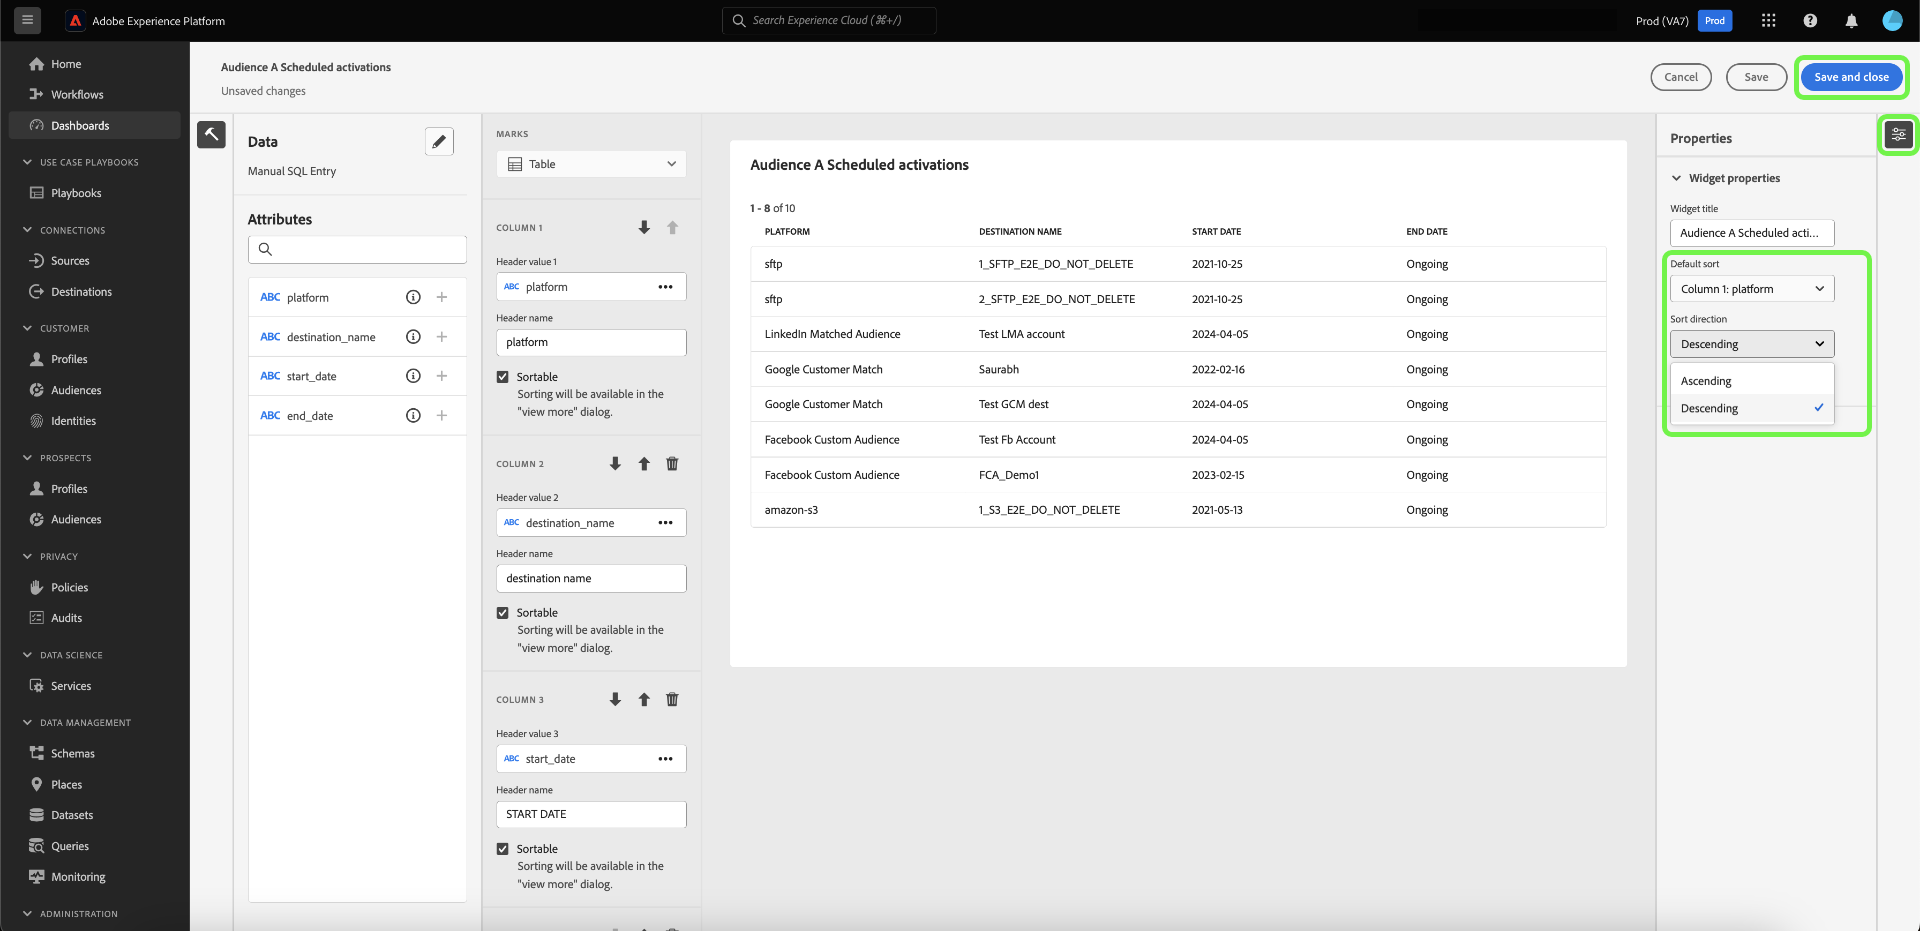 Adobe Experience Platform
Search Experience Cloud (⌘+/)
Prod (VA7)
Prod
Home
Workflows
Dashboards
USE CASE PLAYBOOKS
Playbooks
CONNECTIONS
Sources
Destinations
CUSTOMER
Profiles
Audiences
Identities
PROSPECTS
Profiles
Audiences
PRIVACY
Policies
Audits
DATA SCIENCE
Services
DATA MANAGEMENT
Schemas
Places
Datasets
Queries
Monitoring
ADMINISTRATION
Audience A Scheduled activations
Unsaved changes
Cancel
Save
Save and close
Data
Manual SQL Entry
Attributes
ABC platform
ABC destination_name
ABC start_date
ABC end_date
MARKS
Table
COLUMN 1
Header value 1
ABC platform
Header name
platform
Sortable
Sorting will be available in the
"view more" dialog.
COLUMN 2
Header value 2
ABC destination_name
Header name
destination name
Sortable
Sorting will be available in the
"view more" dialog.
COLUMN 3
Header value 3
ABC start_date
Header name
START DATE
Sortable
Sorting will be available in the
"view more" dialog.
Audience A Scheduled activations
1 - 8 of 10
PLATFORM DESTINATION NAME START DATE END DATE
sftp 1_SFTP_E2E_DO_NOT_DELETE 2021-10-25 Ongoing
sftp 2_SFTP_E2E_DO_NOT_DELETE 2021-10-25 Ongoing
LinkedIn Matched Audience Test LMA account 2024-04-05 Ongoing
Google Customer Match Saurabh 2022-02-16 Ongoing
Google Customer Match Test GCM dest 2024-04-05 Ongoing
Facebook Custom Audience Test Fb Account 2024-04-05 Ongoing
Facebook Custom Audience FCA_Demo1 2023-02-15 Ongoing
amazon-s3 1_S3_E2E_DO_NOT_DELETE 2021-05-13 Ongoing
Properties
Widget properties
Widget title
Audience A Scheduled acti...
Default sort
Column 1: platform
Sort direction
Descending
Ascending
Descending